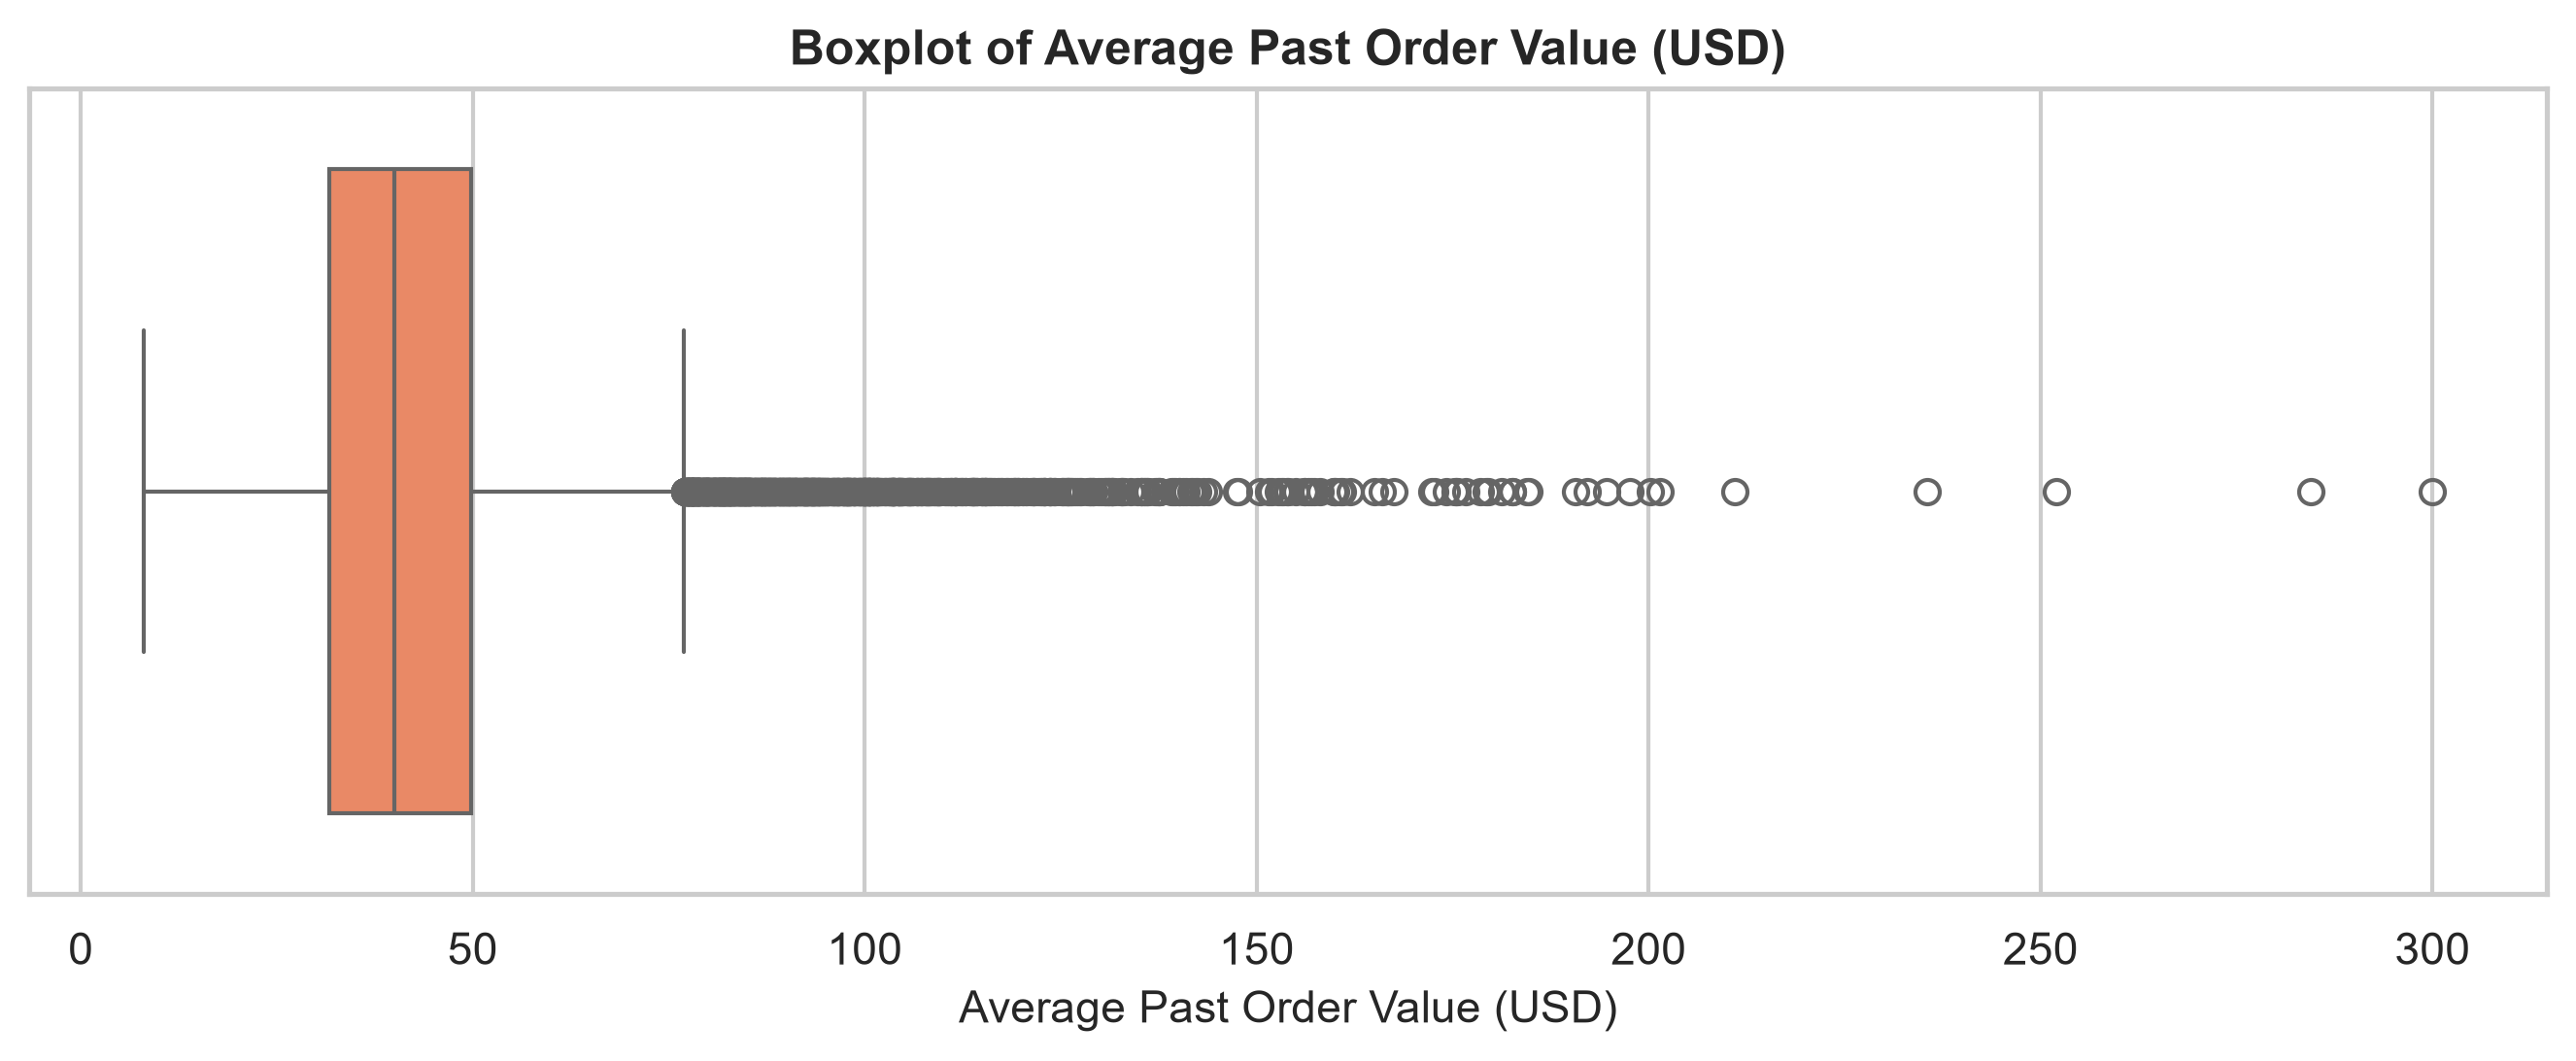 Boxplot of Average Past Order Value (USD)
0 50 100 150 200 250 300
Average Past Order Value (USD)